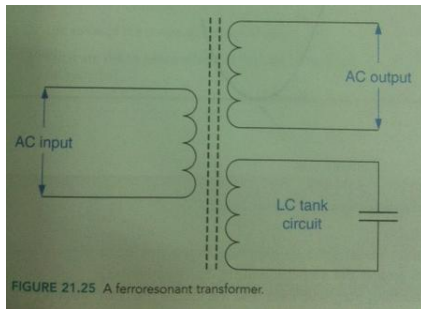 AC output
AC input
LC tank
circuit
FIGURE 21.25 A ferroresonant transformer.